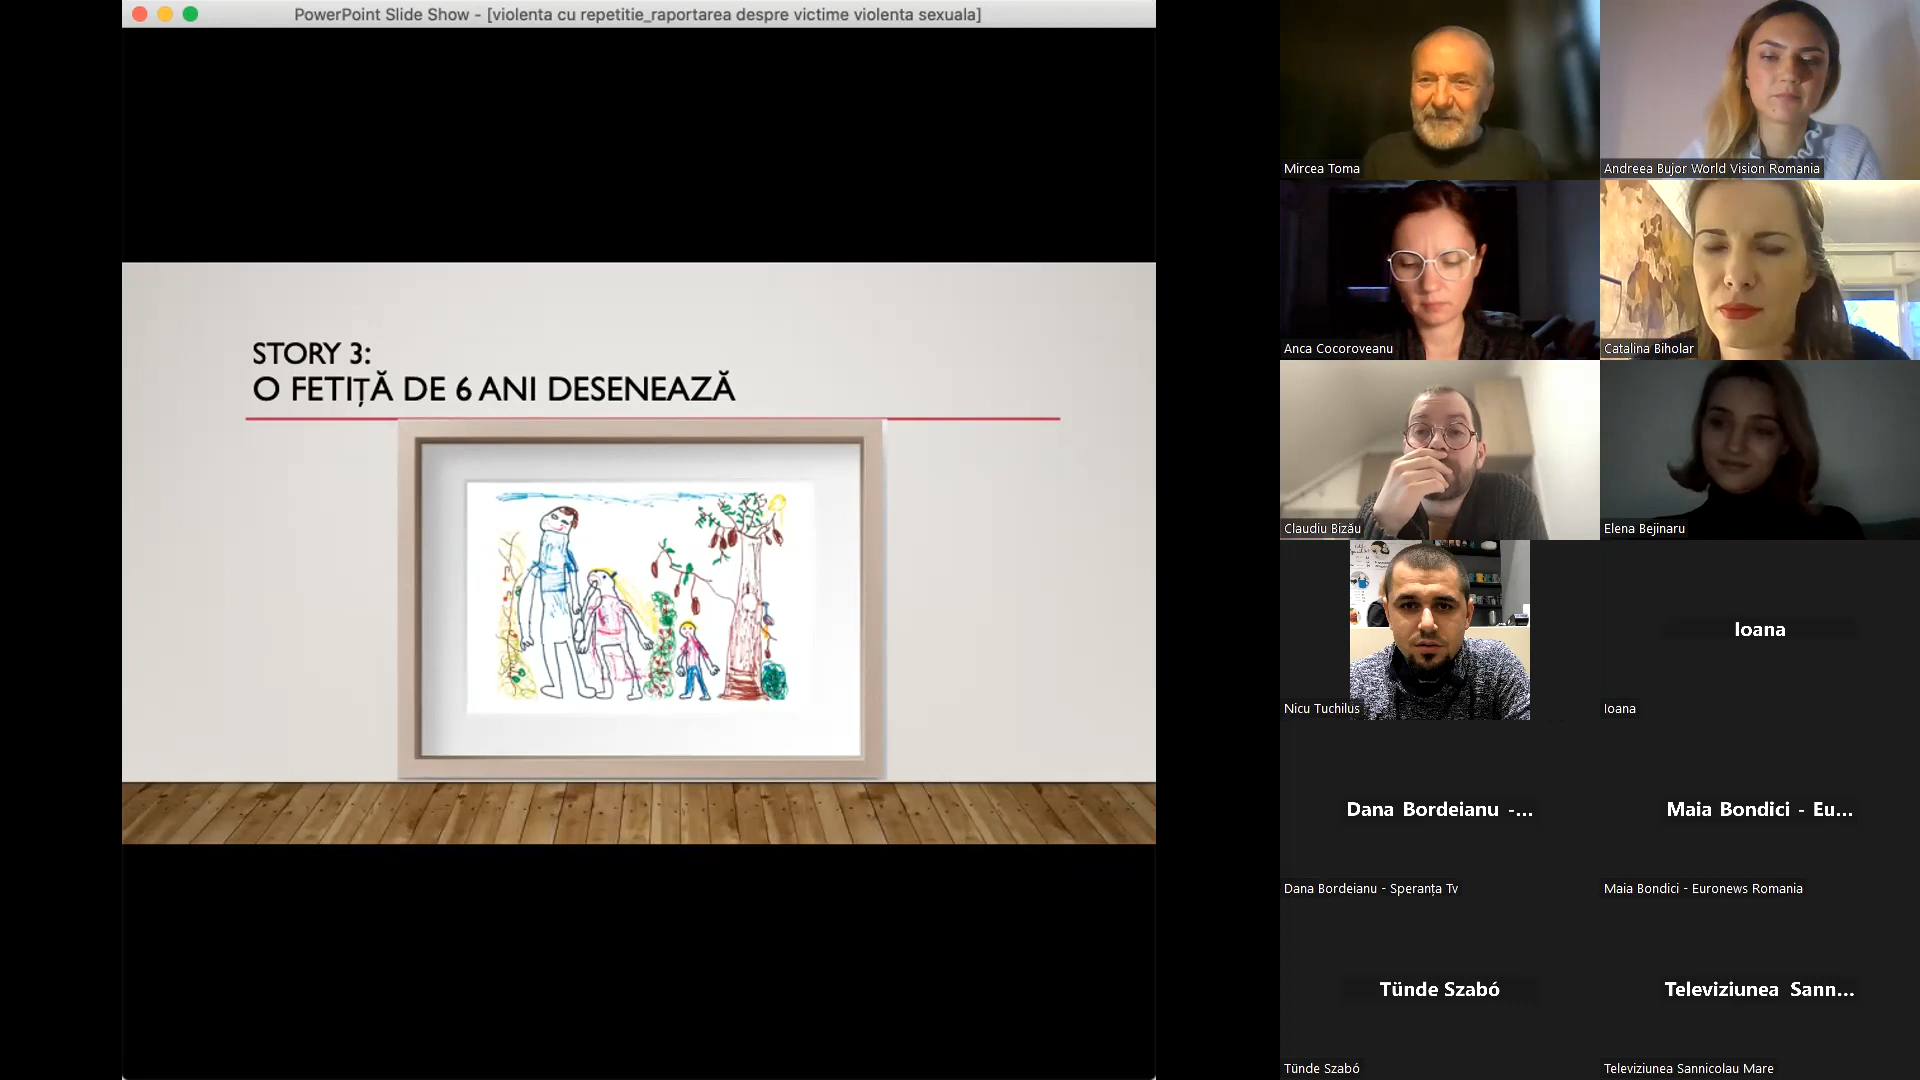 PowerPoint Slide Show - [violenta cu repetitie_raportarea despre victime violenta sexuala]
STORY 3:
O FETIȚĂ DE 6 ANI DESENEAZĂ
Mircea Toma
Andreea Bujor World Vision Romania
Anca Cocoroveanu
Catalina Biholar
Claudiu Bizău
Elena Bejinaru
Nicu Tuchilus
Ioana
Ioana
Dana Bordeianu -...
Dana Bordeianu - Speranța Tv
Maia Bondici - Eu...
Maia Bondici - Euronews Romania
Tünde Szabó
Tünde Szabó
Televiziunea Sann...
Televiziunea Sannicolau Mare